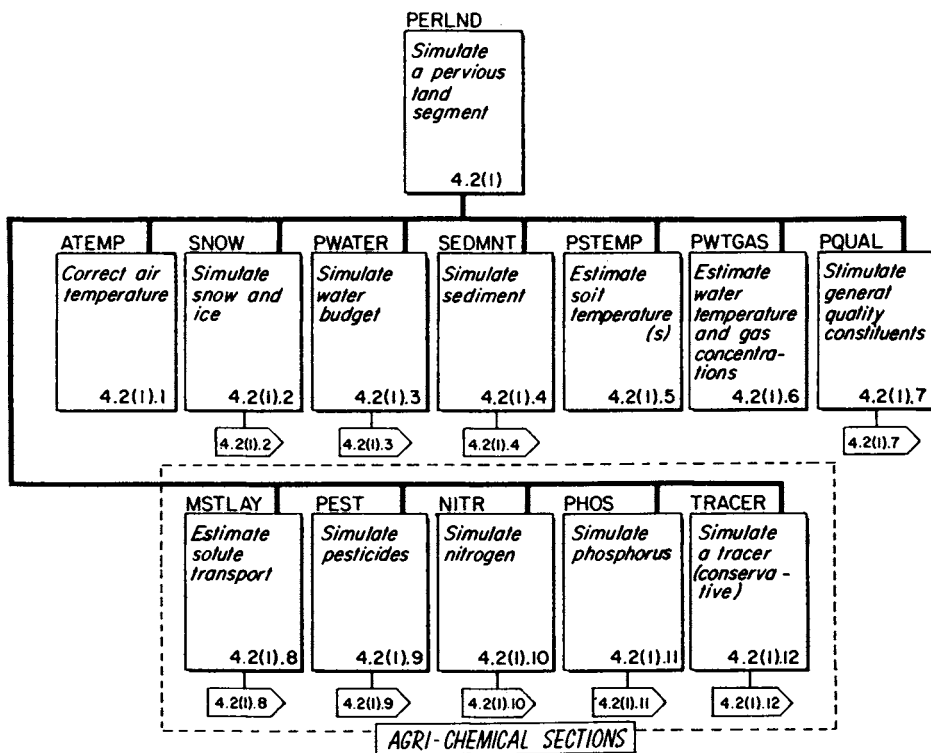 PERLND
Simulate
a pervious
tand
segment
4.2(1)
ATEMP
Correct air
temperature
4.2(1).1
SNOW
Simulate
snow and
ice
4.2(1).2
PWATER
Simulate
water
budget
4.2(1).3
SEDMNT
Simulate
sediment
4.2(1).4
PSTEMP
Estimate
soit
temperature
(s)
4.2(1).5
PWTGAS
Estimate
water
temperature
and gas
concentra-
tions
4.2(1).6
PQUAL
Stimulate
general
quality
constituents
4.2(1).7
4.2(1).2
4.2(1).3
4.2(1).4
4.2(1).7
MSTLAY
Estimate
solute
transport
4.2(1).8
PEST
Simulate
pesticides
4.2(1).9
NITR
Simulate
nitrogen
4.2(1).10
PHOS
Simulate
phosphorus
4.2(1).11
TRACER
Simulate
a tracer
(conserva-
tive)
4.2(1).12
4.2(1).8
4.2(1).9
4.2(1).10
4.2(1).11
4.2(1).12
AGRI-CHEMICAL SECTIONS